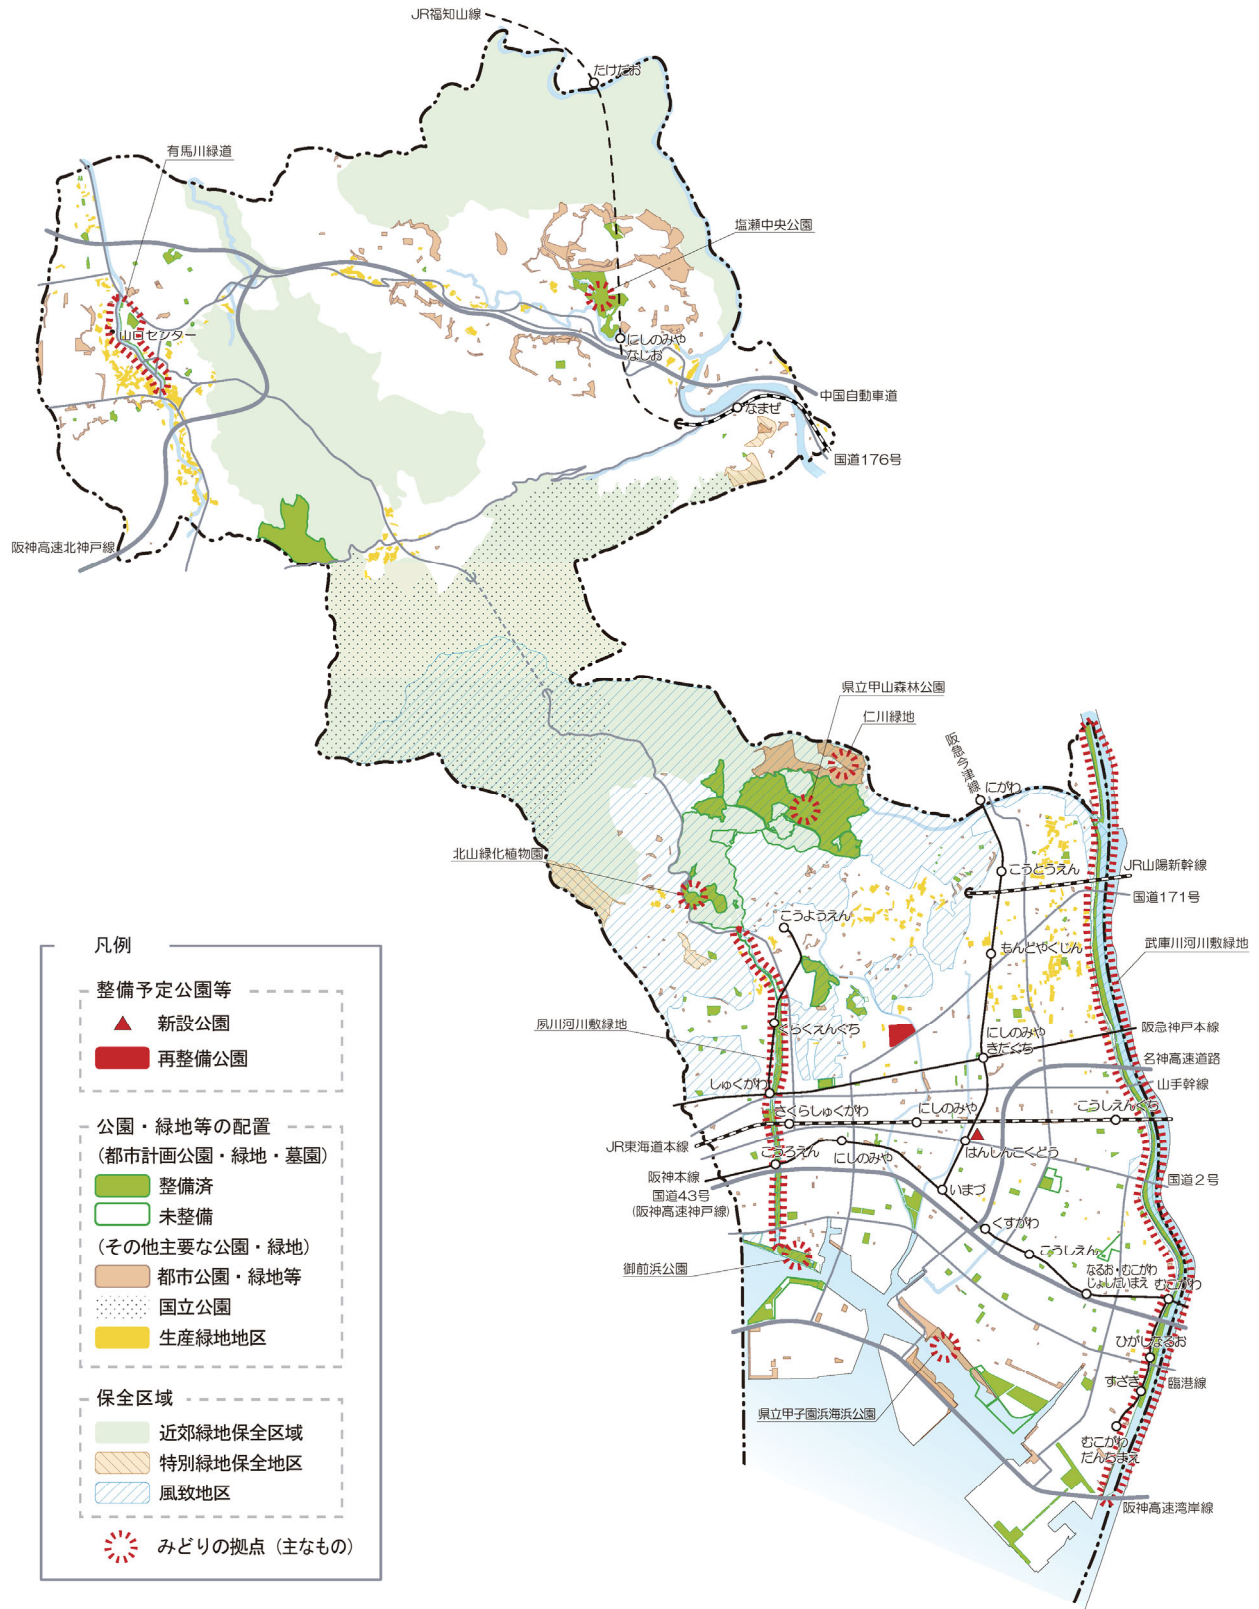 JR福知山線
たけだお
有馬川緑道
塩瀬中央公園
山口センター
にしのみや
なじお
中国自動車道
なまぜ
国道176号
阪神高速北神戸線
県立甲山森林公園
仁川緑地
阪急今津線
にがわ
北山緑化植物園
こうとうえん
JR山陽新幹線
国道171号
こうようえん
もんどやくじん
武庫川河川敷緑地
夙川河川敷緑地
くらくえんぐち
にしのみや
きたぐち
阪急神戸本線
名神高速道路
しゅくがわ
山手幹線
さくらしゅくがわ
にしのみや
こうしえんぐち
JR東海道本線
こうろえん
にしのみや
はんしんこくどう
阪神本線
国道43号
(阪神高速神戸線)
いまづ
国道2号
くすがわ
こうしえん
御前浜公園
なるお・むこがわ
じょしだいまえ
むこがわ
ひがしなるお
すざき
臨港線
県立甲子園浜海浜公園
むこがわ
だんちまえ
阪神高速湾岸線
凡例
整備予定公園等
新設公園
再整備公園
公園・緑地等の配置
(都市計画公園・緑地・墓園)
整備済
未整備
(その他主要な公園・緑地)
都市公園・緑地等
国立公園
生産緑地地区
保全区域
近郊緑地保全区域
特別緑地保全地区
風致地区
みどりの拠点（主なもの）